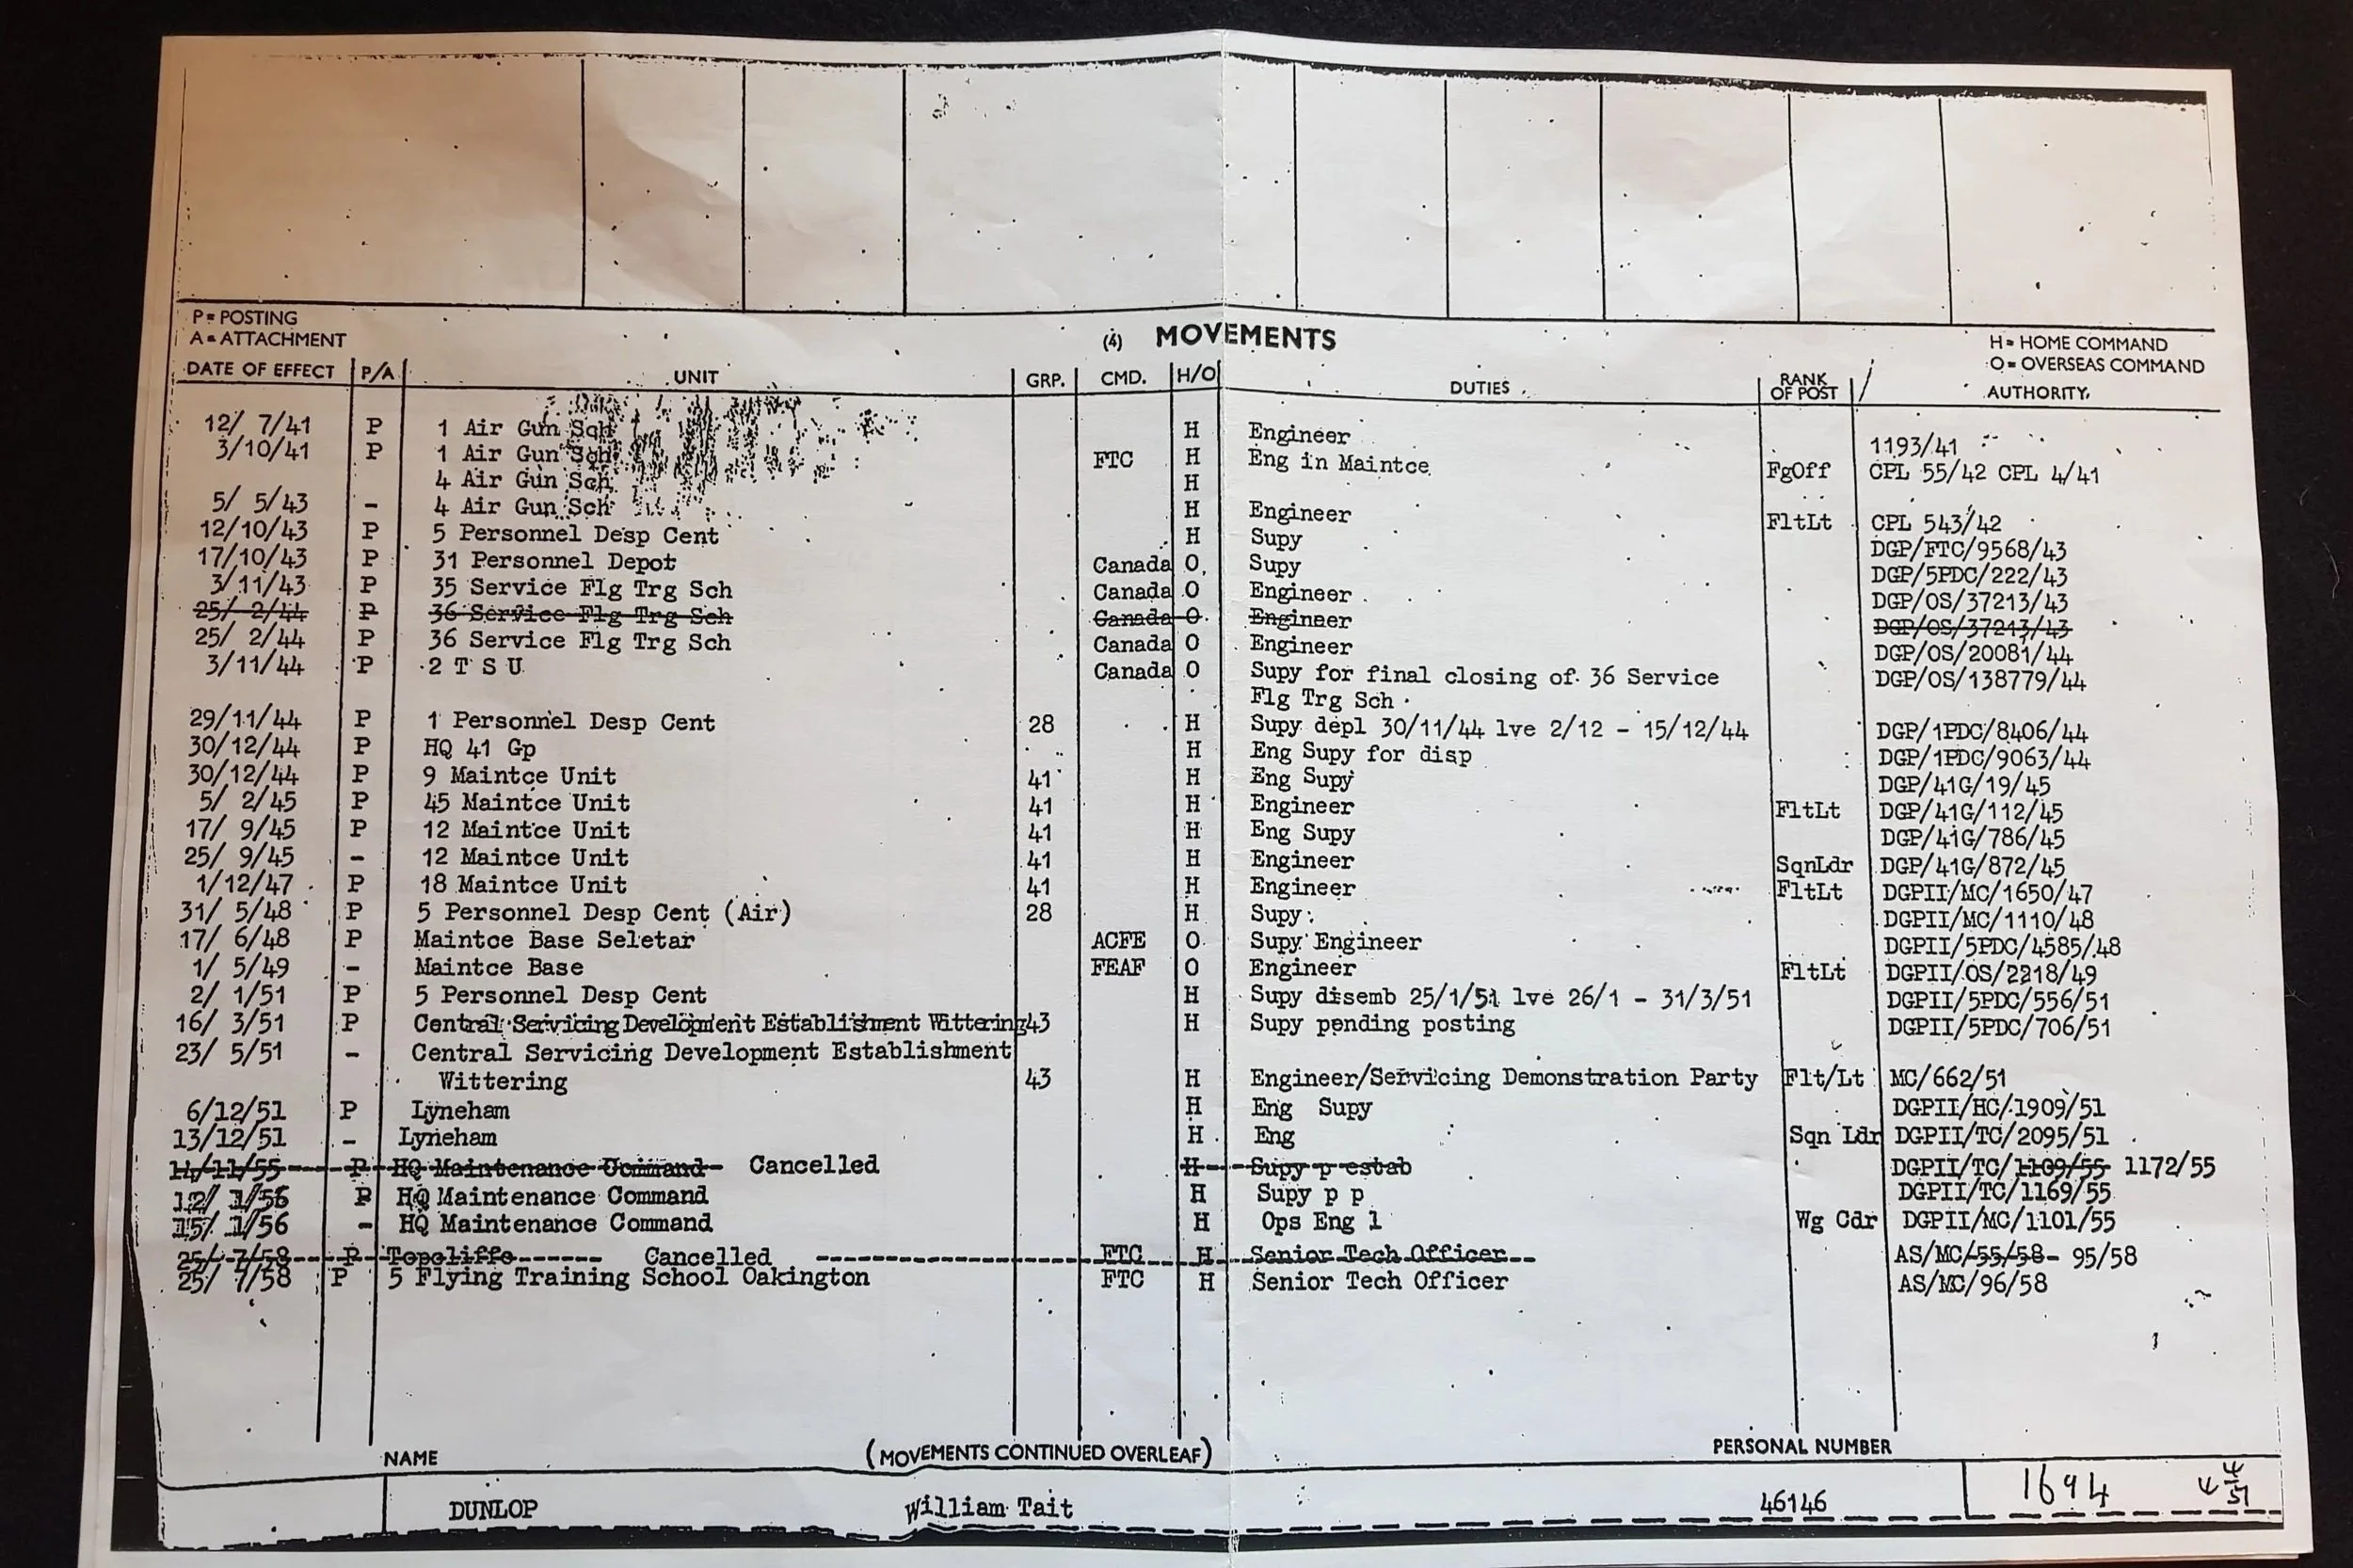 P = POSTING
A = ATTACHMENT
(4) MOVEMENTS
H = HOME COMMAND
O = OVERSEAS COMMAND
DATE OF EFFECT P/A UNIT GRP. CMD. H/O DUTIES RANK OF POST AUTHORITY
12/ 7/41 P 1 Air Gun Sch H Engineer 1193/41
3/10/41 P 1 Air Gun Sch FTC H Eng in Maintce FgOff CPL 55/42 CPL 4/41
4 Air Gun Sch H
5/ 5/43 - 4 Air Gun Sch H Engineer FltLt CPL 543/42
12/10/43 P 5 Personnel Desp Cent H Supy DGP/FTC/9568/43
17/10/43 P 31 Personnel Depot Canada O Supy DGP/5PDC/222/43
3/11/43 P 35 Service Flg Trg Sch Canada O Engineer DGP/OS/37213/43
25/ 2/44 P 36 Service Flg Trg Sch Canada O Engineer DGP/OS/37213/43
25/ 2/44 P 36 Service Flg Trg Sch Canada O Engineer DGP/OS/20081/44
3/11/44 P 2 T S U Canada O Supy for final closing of 36 Service DGP/OS/138779/44
Flg Trg Sch
29/11/44 P 1 Personnel Desp Cent 28 H Supy depl 30/11/44 lve 2/12 - 15/12/44 DGP/1PDC/8406/44
30/12/44 P HQ 41 Gp H Eng Supy for disp DGP/1PDC/9063/44
30/12/44 P 9 Maintce Unit 41 H Eng Supy DGP/41G/19/45
5/ 2/45 P 45 Maintce Unit 41 H Engineer FltLt DGP/41G/112/45
17/ 9/45 P 12 Maintce Unit 41 H Eng Supy DGP/41G/786/45
25/ 9/45 - 12 Maintce Unit 41 H Engineer SqnLdr DGP/41G/872/45
1/12/47 P 18 Maintce Unit 41 H Engineer FltLt DGPII/MC/1650/47
31/ 5/48 P 5 Personnel Desp Cent (Air) 28 H Supy DGPII/MC/1110/48
17/ 6/48 P Maintce Base Seletar ACFE O Supy Engineer DGPII/5PDC/4585/48
1/ 5/49 - Maintce Base FEAF O Engineer FltLt DGPII/OS/2218/49
2/ 1/51 P 5 Personnel Desp Cent H Supy disemb 25/1/51 lve 26/1 - 31/3/51 DGPII/5PDC/556/51
16/ 3/51 P Central Servicing Development Establishment Wittering 43 H Supy pending posting DGPII/5PDC/706/51
23/ 5/51 - Central Servicing Development Establishment
Wittering 43 H Engineer/Servicing Demonstration Party Flt/Lt MC/662/51
6/12/51 P Lyneham H Eng Supy DGPII/HC/1909/51
13/12/51 - Lyneham H Eng Sqn Ldr DGPII/TC/2095/51
14/11/55 P HQ Maintenance Command Cancelled H Supy p estab DGPII/TC/1109/55 1172/55
12/ 1/56 P HQ Maintenance Command H Supy p p DGPII/TC/1169/55
15/ 1/56 - HQ Maintenance Command H Ops Eng 1 Wg Cdr DGPII/MC/1101/55
25/ 7/58 P Topcliffe Cancelled FTC H Senior Tech Officer AS/MC/55/58 95/58
25/ 7/58 P 5 Flying Training School Oakington FTC H Senior Tech Officer AS/MC/96/58
NAME (MOVEMENTS CONTINUED OVERLEAF) PERSONAL NUMBER
DUNLOP William Tait 46146 1694